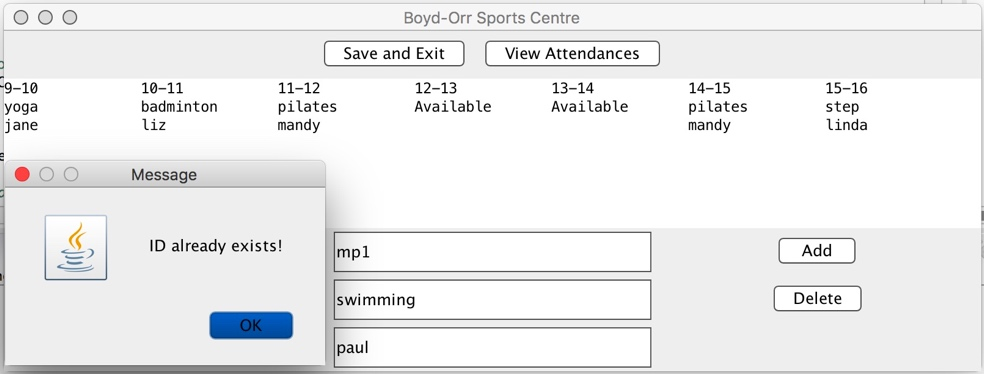 Boyd-Orr Sports Centre
Save and Exit View Attendances
9-10 10-11 11-12 12-13 13-14 14-15 15-16
yoga badminton pilates Available Available pilates step
jane liz mandy mandy linda
Message
ID already exists!
OK
mp1 Add
swimming Delete
paul